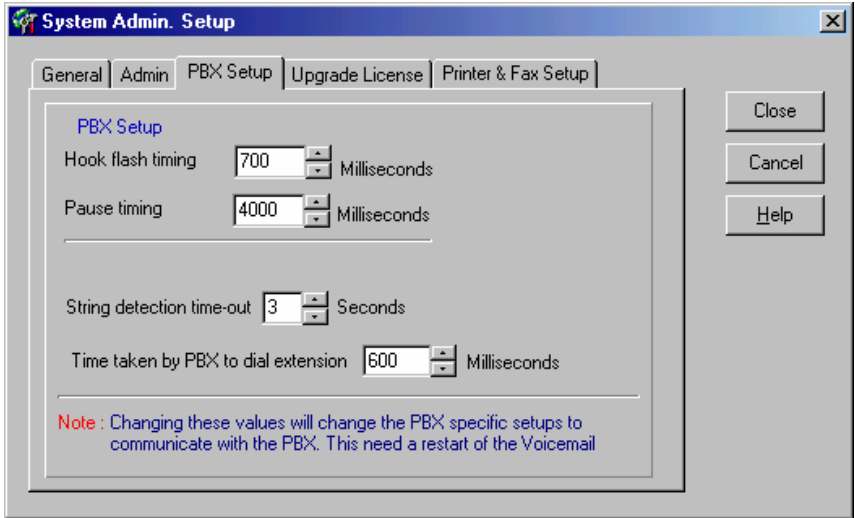 System Admin. Setup
General Admin PBX Setup Upgrade License Printer & Fax Setup
PBX Setup
Hook flash timing 700 Milliseconds
Pause timing 4000 Milliseconds
String detection time-out 3 Seconds
Time taken by PBX to dial extension 600 Milliseconds
Note : Changing these values will change the PBX specific setups to
communicate with the PBX. This need a restart of the Voicemail
Close
Cancel
Help